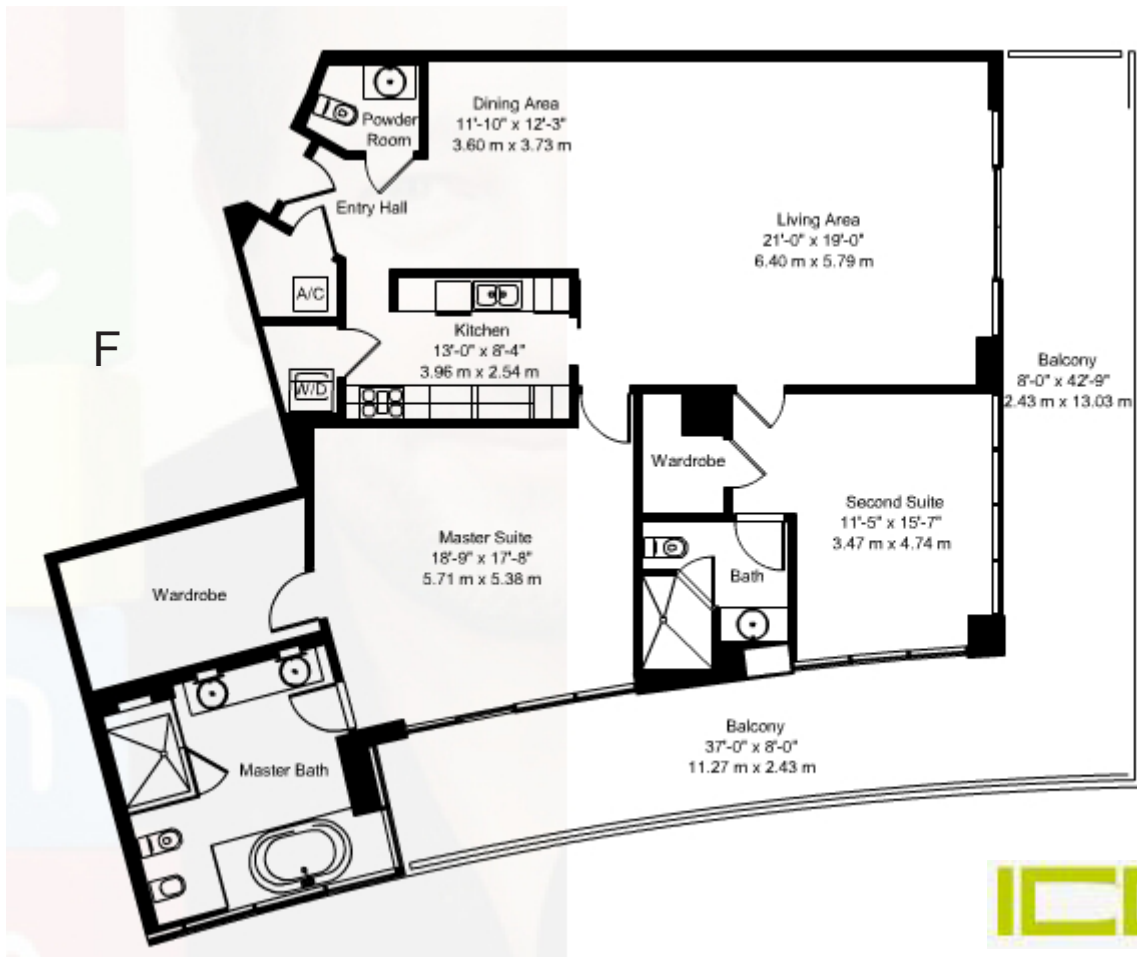 Dining Area
11'-10" x 12'-3"
3.60 m x 3.73 m
Powder
Room
Entry Hall
Living Area
21'-0" x 19'-0"
6.40 m x 5.79 m
A/C
F
Kitchen
13'-0" x 8'-4"
3.96 m x 2.54 m
W/D
Balcony
8'-0" x 42'-9"
2.43 m x 13.03 m
Wardrobe
Second Suite
11'-5" x 15'-7"
3.47 m x 4.74 m
Master Suite
18'-9" x 17'-8"
5.71 m x 5.38 m
Bath
Wardrobe
Balcony
37'-0" x 8'-0"
11.27 m x 2.43 m
Master Bath